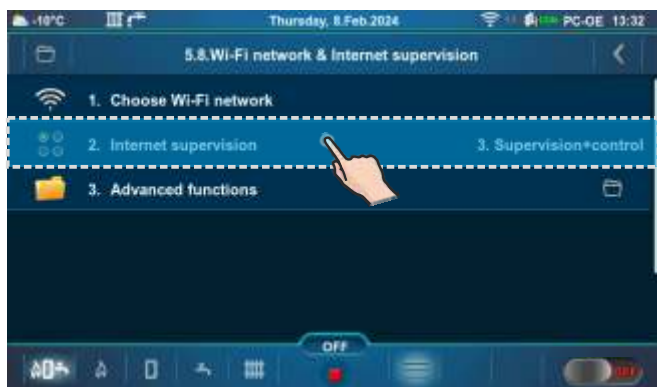 -10°C Thursday, 8.Feb.2024 PC-OE 13:32
5.8.Wi-Fi network & Internet supervision
1. Choose Wi-Fi network
2. Internet supervision 3. Supervision+control
3. Advanced functions
OFF
OFF